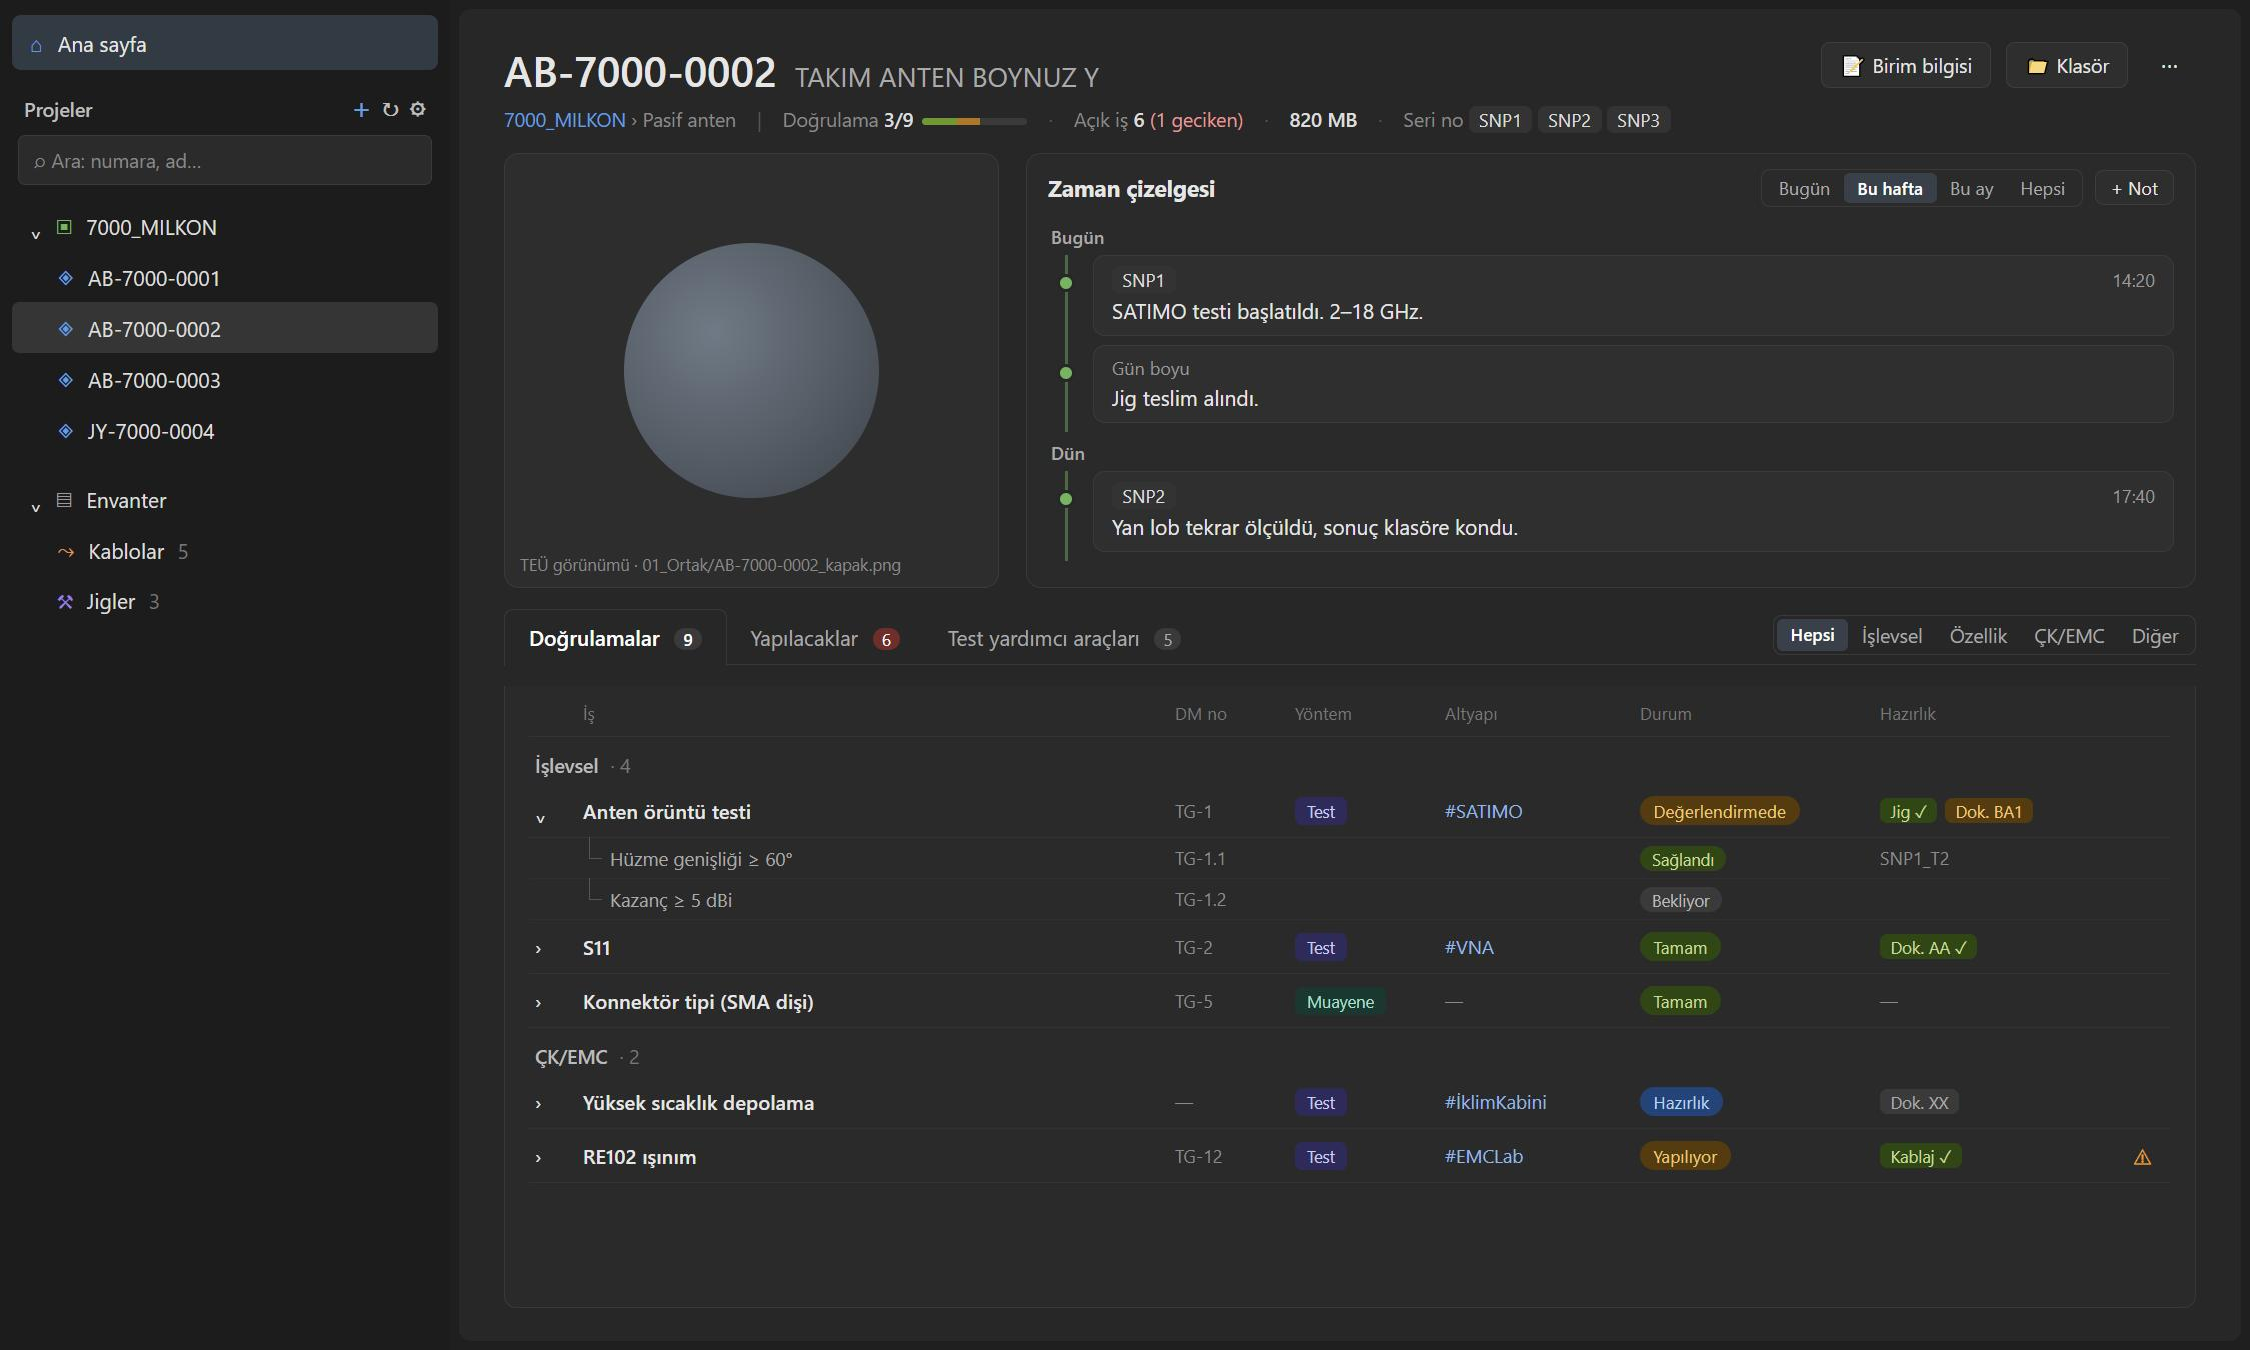 Ana sayfa
Projeler
Ara: numara, ad...
7000_MILKON
AB-7000-0001
AB-7000-0002
AB-7000-0003
JY-7000-0004
Envanter
Kablolar 5
Jigler 3
AB-7000-0002 TAKIM ANTEN BOYNUZ Y
Birim bilgisi
Klasör
...
7000_MILKON › Pasif anten | Doğrulama 3/9 · Açık iş 6 (1 geciken) · 820 MB · Seri no SNP1 SNP2 SNP3
TEÜ görünümü · 01_Ortak/AB-7000-0002_kapak.png
Zaman çizelgesi
Bugün Bu hafta Bu ay Hepsi + Not
Bugün
SNP1 14:20
SATIMO testi başlatıldı. 2–18 GHz.
Gün boyu
Jig teslim alındı.
Dün
SNP2 17:40
Yan lob tekrar ölçüldü, sonuç klasöre kondu.
Doğrulamalar 9 Yapılacaklar 6 Test yardımcı araçları 5
Hepsi İşlevsel Özellik ÇK/EMC Diğer
İş DM no Yöntem Altyapı Durum Hazırlık
İşlevsel · 4
Anten örüntü testi TG-1 Test #SATIMO Değerlendirmede Jig ✓ Dok. BA1
Hüzme genişliği ≥ 60° TG-1.1 Sağlandı SNP1_T2
Kazanç ≥ 5 dBi TG-1.2 Bekliyor
S11 TG-2 Test #VNA Tamam Dok. AA ✓
Konnektör tipi (SMA dişi) TG-5 Muayene — Tamam —
ÇK/EMC · 2
Yüksek sıcaklık depolama — Test #İklimKabini Hazırlık Dok. XX
RE102 ışınım TG-12 Test #EMCLab Yapılıyor Kablaj ✓